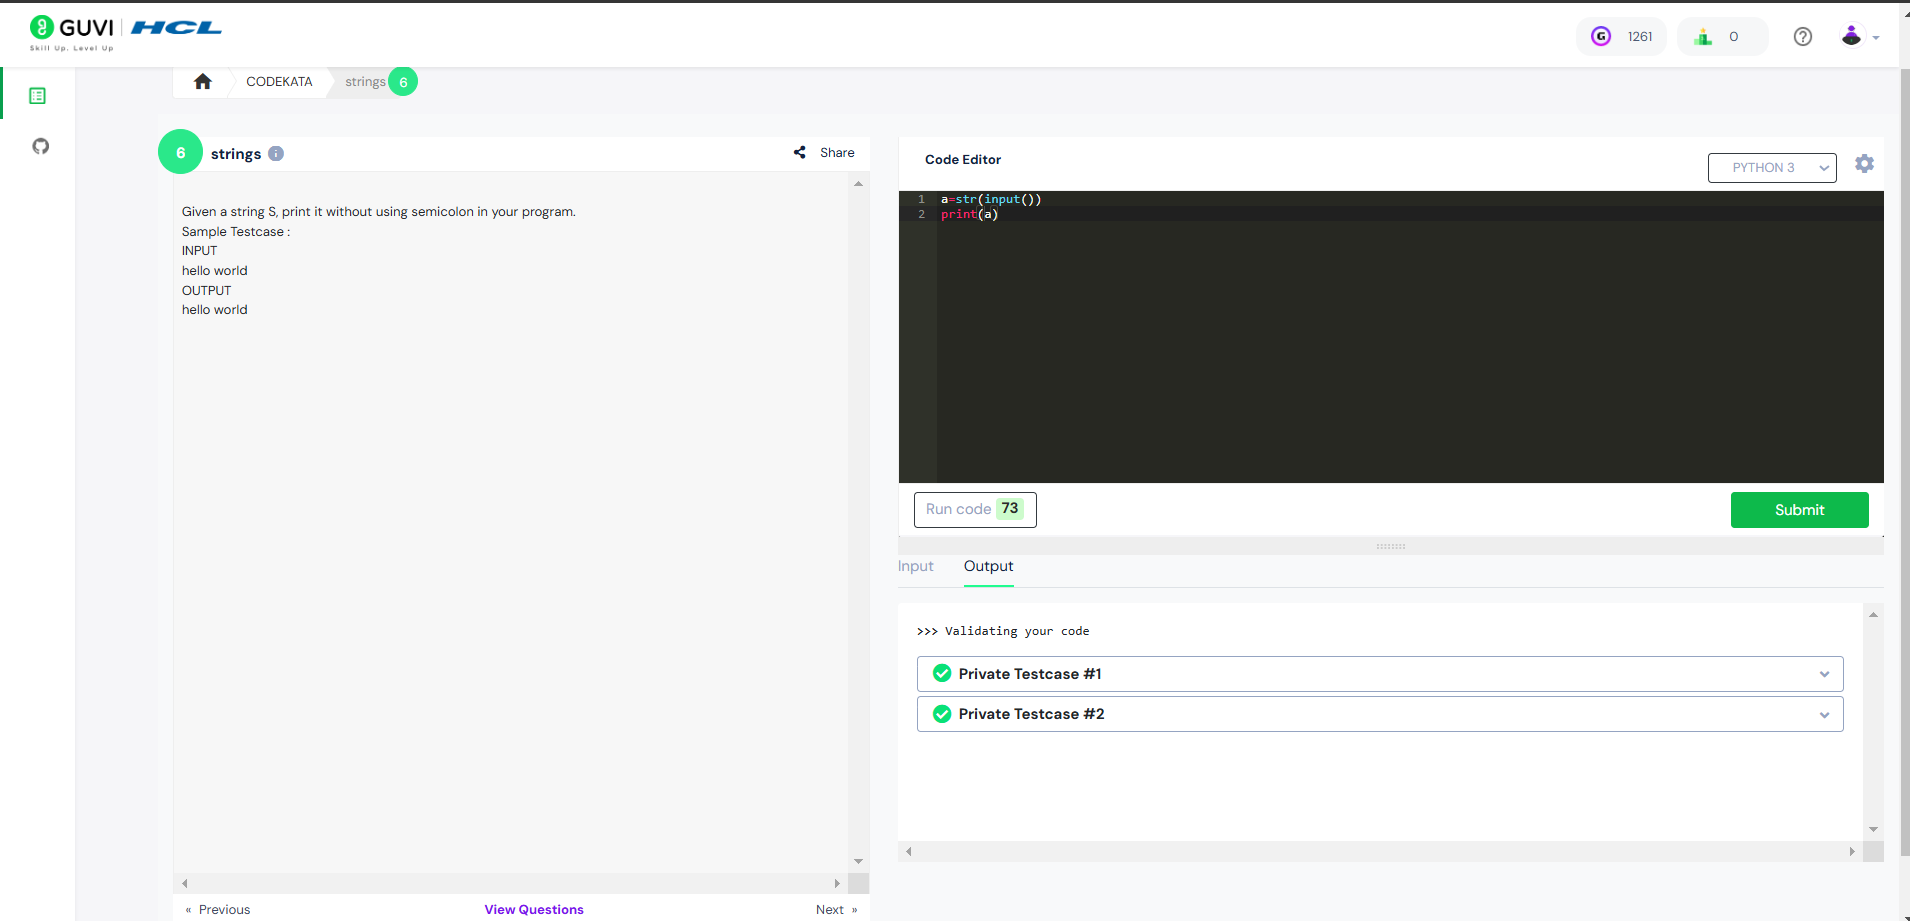 GUVI | HCL
Skill Up. Level Up
1261
0
CODEKATA
strings 6
6 strings
Share
Given a string S, print it without using semicolon in your program.
Sample Testcase :
INPUT
hello world
OUTPUT
hello world
« Previous
View Questions
Next »
Code Editor
PYTHON 3
1 a=str(input())
2 print(a)
Run code 73
Submit
Input
Output
>>> Validating your code
Private Testcase #1
Private Testcase #2